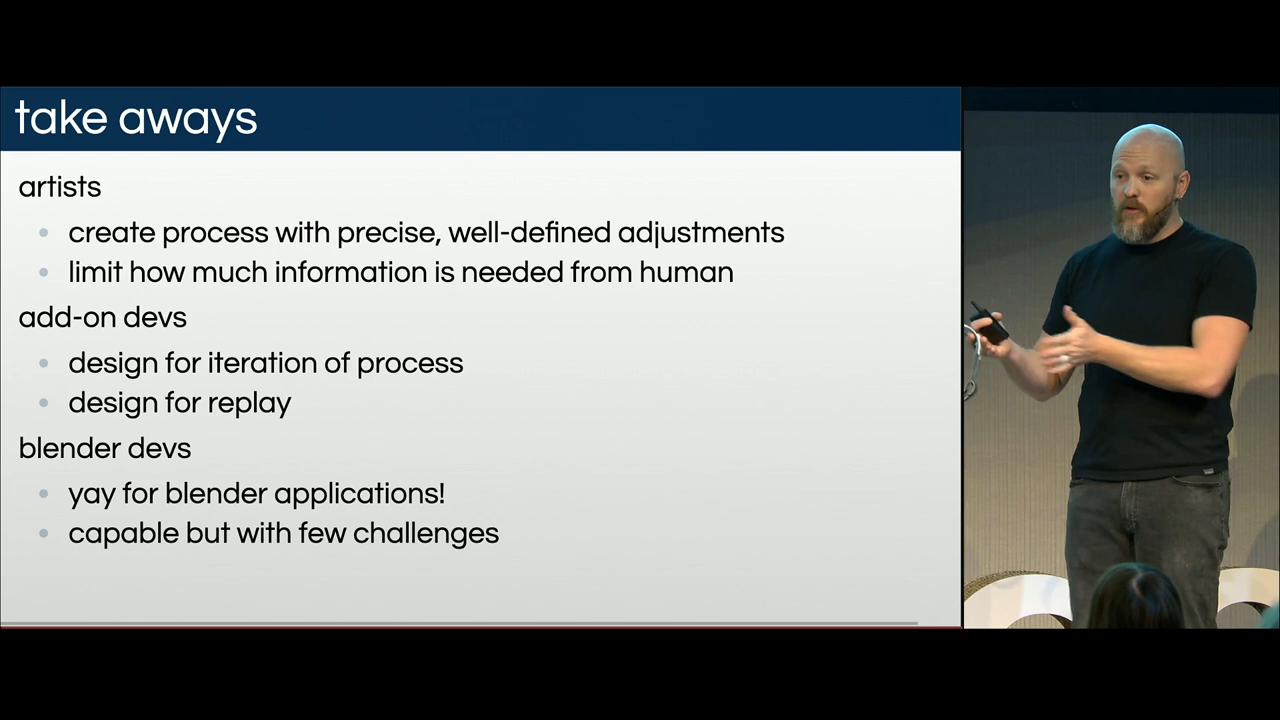 take aways
artists
create process with precise, well-defined adjustments
limit how much information is needed from human
add-on devs
design for iteration of process
design for replay
blender devs
yay for blender applications!
capable but with few challenges